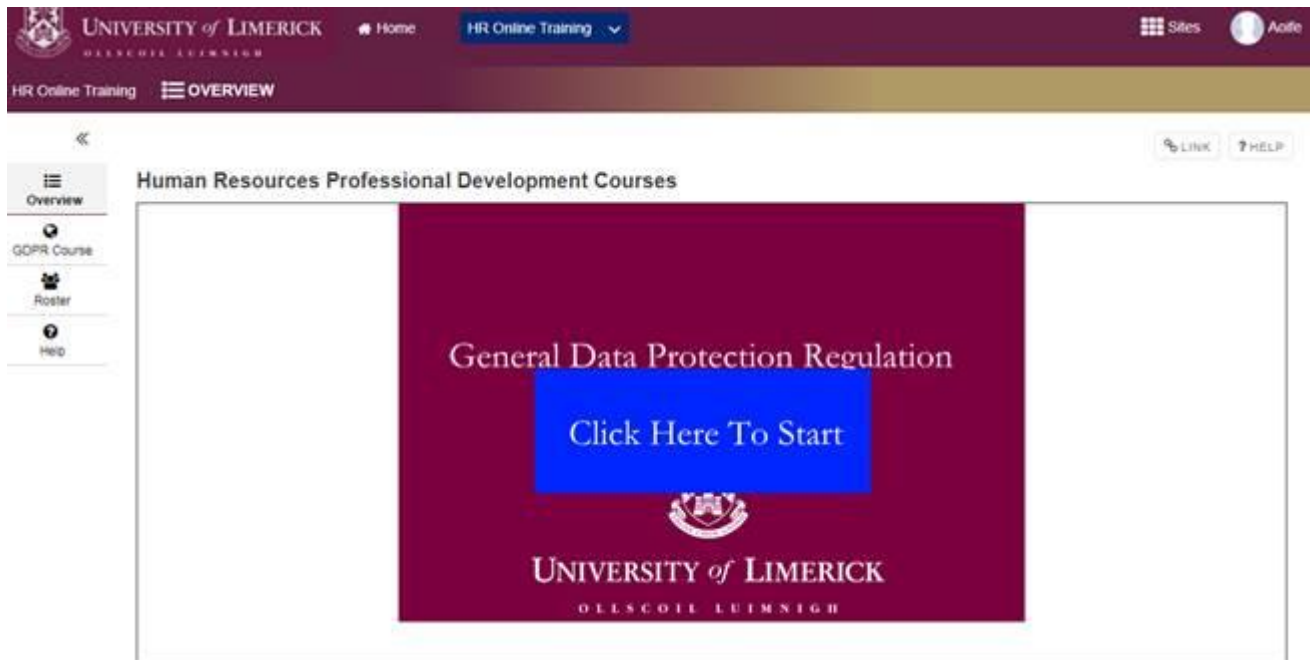 UNIVERSITY of LIMERICK
OLLSCOIL LUIMNIGH
Home
HR Online Training
Sites
Aoife
HR Online Training
OVERVIEW
LINK
? HELP
Overview
GDPR Course
Roster
Help
Human Resources Professional Development Courses
General Data Protection Regulation
Click Here To Start
UNIVERSITY of LIMERICK
OLLSCOIL LUIMNIGH